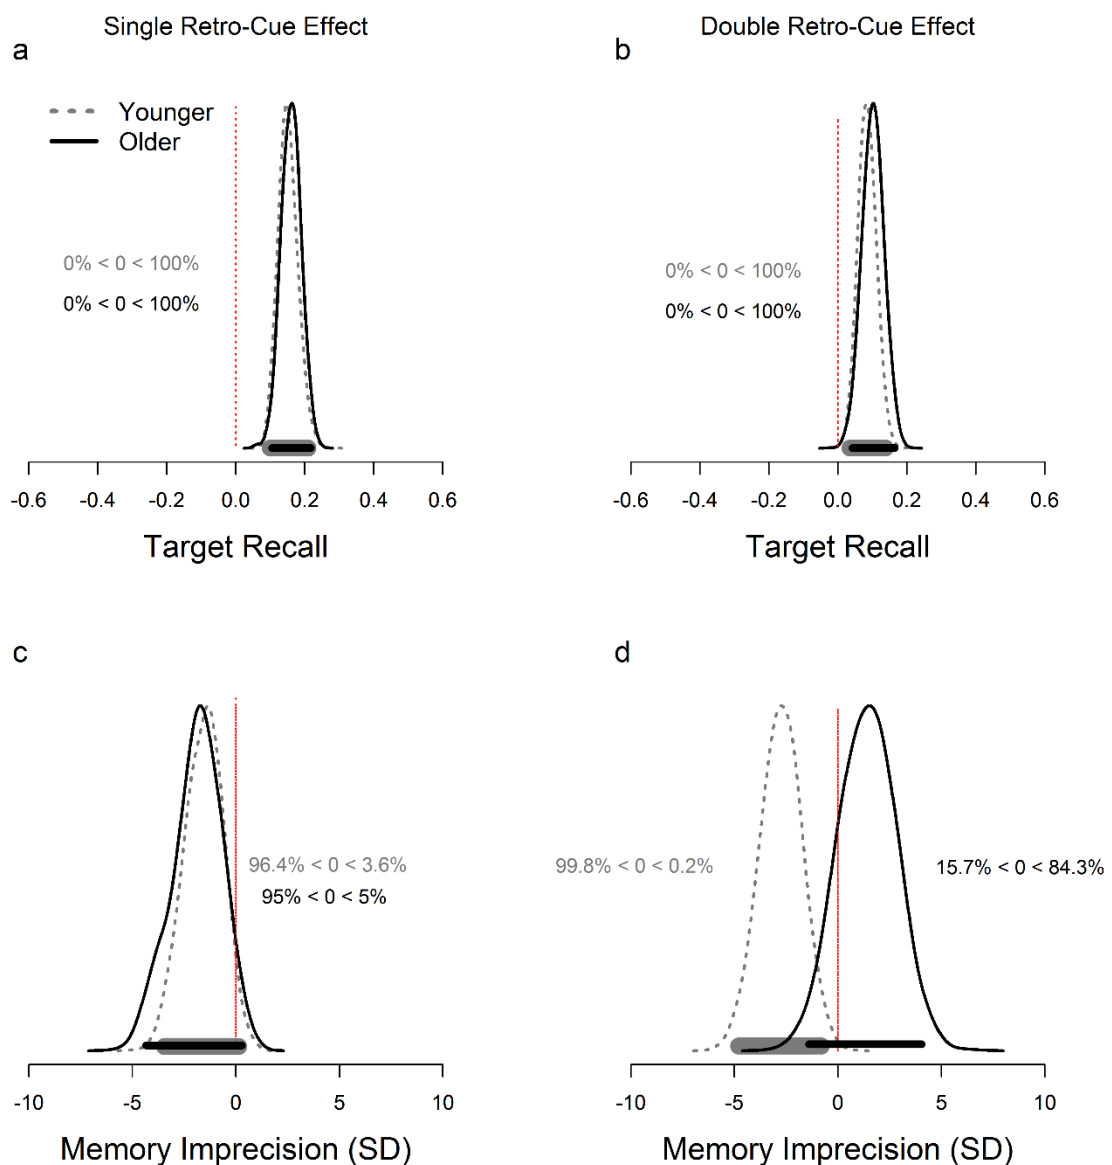 Single Retro-Cue Effect
a
Younger
Older
0% < 0 < 100%
0% < 0 < 100%
-0.6 -0.4 -0.2 0.0 0.2 0.4 0.6
Target Recall
Double Retro-Cue Effect
b
0% < 0 < 100%
0% < 0 < 100%
-0.6 -0.4 -0.2 0.0 0.2 0.4 0.6
Target Recall
c
96.4% < 0 < 3.6%
95% < 0 < 5%
-10 -5 0 5 10
Memory Imprecision (SD)
d
99.8% < 0 < 0.2%
15.7% < 0 < 84.3%
-10 -5 0 5 10
Memory Imprecision (SD)